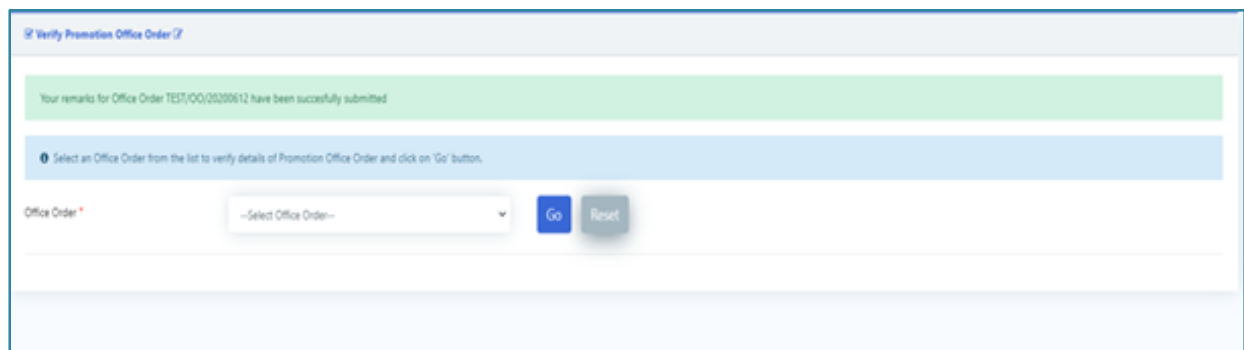 Verify Promotion Office Order
Your remarks for Office Order TEST/OO/20200612 have been succesfully submitted
Select an Office Order from the list to verify details of Promotion Office Order and click on 'Go' button.
Office Order * --Select Office Order-- Go Reset